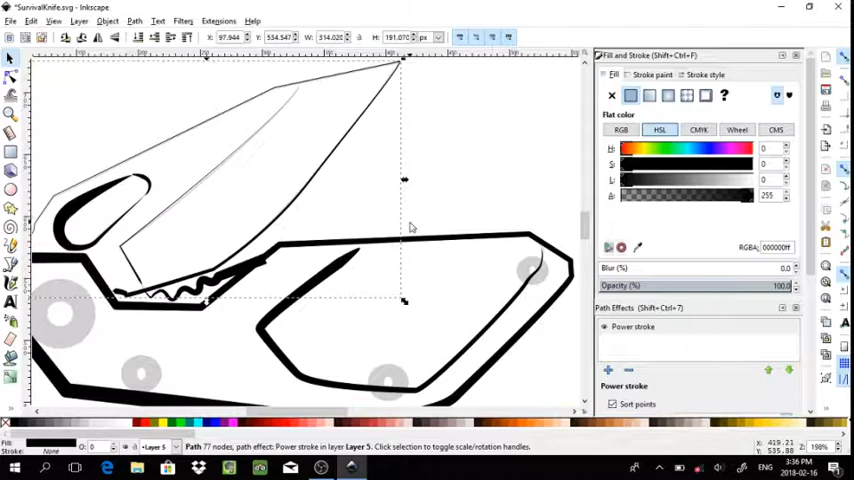 *SurvivalKnife.svg - Inkscape
File Edit View Layer Object Path Text Filters Extensions Help
X: 97.944 Y: 534.547 W: 314.020 H: 191.070 px
Fill and Stroke (Shift+Ctrl+F)
Fill Stroke paint Stroke style
?
Flat color
RGB HSL CMYK Wheel CMS
H: 0
S: 0
L: 0
A: 255
RGBA: 000000ff
Blur (%) 0.0
Opacity (%) 100.0
Path Effects (Shift+Ctrl+7)
Power stroke
Power stroke
Sort points
Fill:
Stroke:
O: 0
Layer 5
Path 77 nodes, path effect: Power stroke in layer Layer 5. Click selection to toggle scale/rotation handles.
X: 419.21
Y: 535.88
Z: 198%
ENG
3:36 PM
2018-02-16